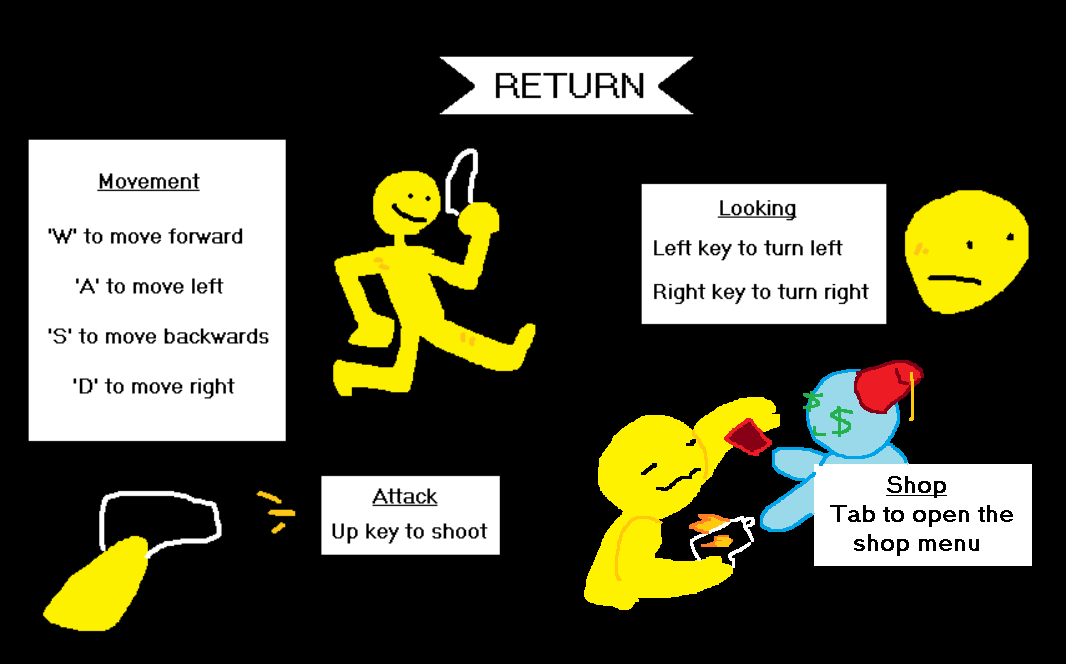 RETURN
Movement
'W' to move forward
'A' to move left
'S' to move backwards
'D' to move right
Looking
Left key to turn left
Right key to turn right
Attack
Up key to shoot
$
$
Shop
Tab to open the
shop menu